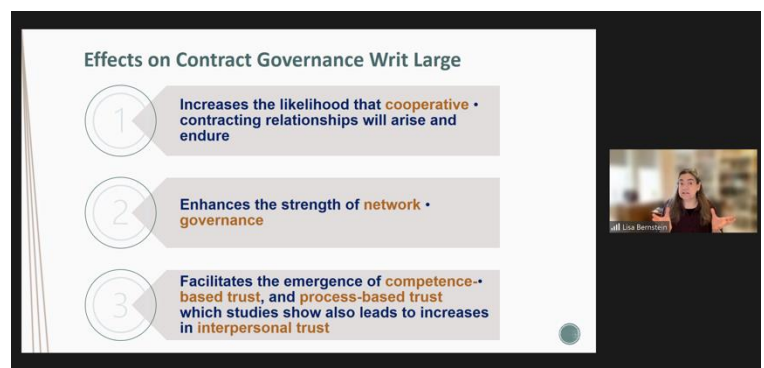 Effects on Contract Governance Writ Large
1
Increases the likelihood that cooperative •
contracting relationships will arise and
endure
2
Enhances the strength of network •
governance
3
Facilitates the emergence of competence-•
based trust, and process-based trust
which studies show also leads to increases
in interpersonal trust
Lisa Bernstein